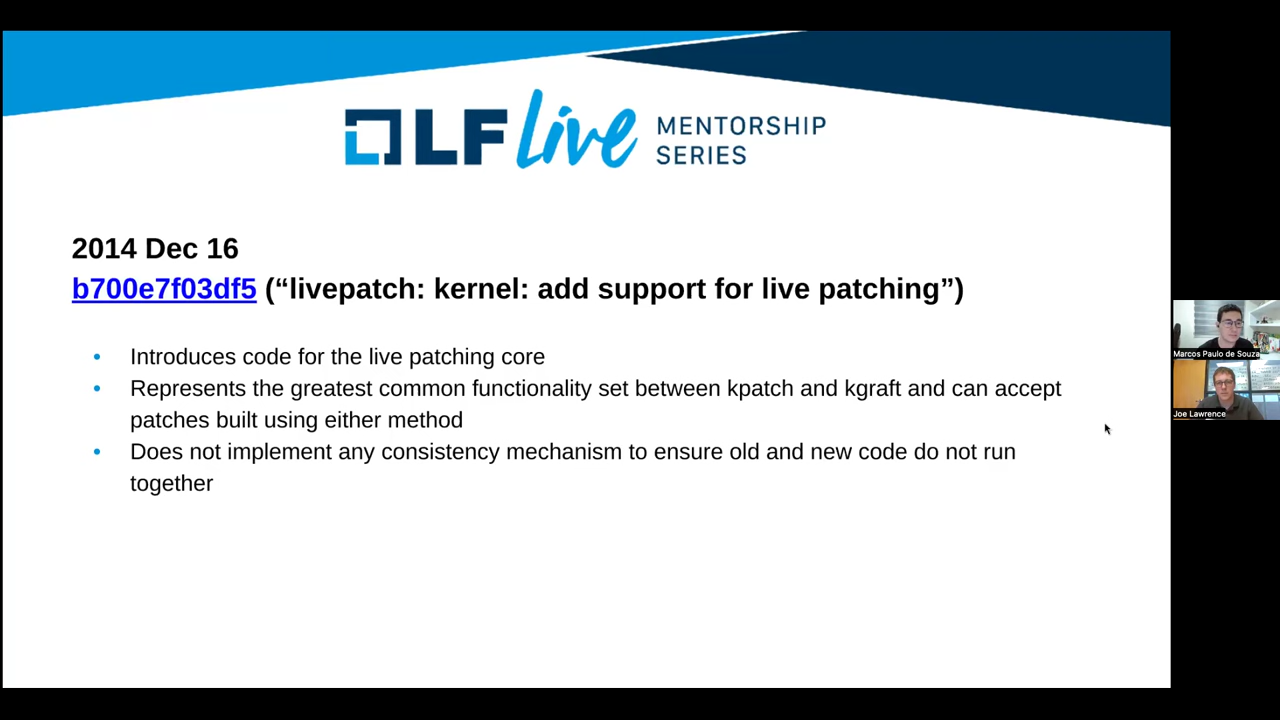 LF Live MENTORSHIP
SERIES
2014 Dec 16
b700e7f03df5 (“livepatch: kernel: add support for live patching”)
• Introduces code for the live patching core
• Represents the greatest common functionality set between kpatch and kgraft and can accept
patches built using either method
• Does not implement any consistency mechanism to ensure old and new code do not run
together
Marcos Paulo de Souza
Joe Lawrence